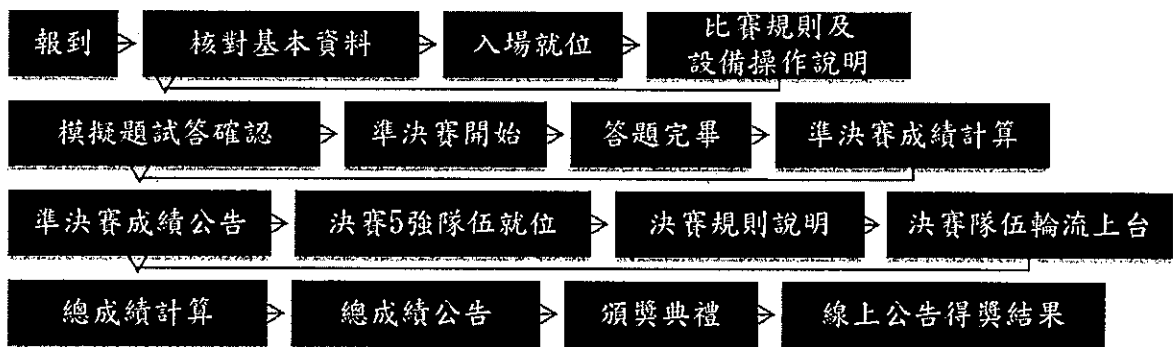 報到
核對基本資料
入場就位
比賽規則及
設備操作說明
模擬題試答確認
準決賽開始
答題完畢
準決賽成績計算
準決賽成績公告
決賽5強隊伍就位
決賽規則說明
決賽隊伍輪流上台
總成績計算
總成績公告
頒獎典禮
線上公告得獎結果